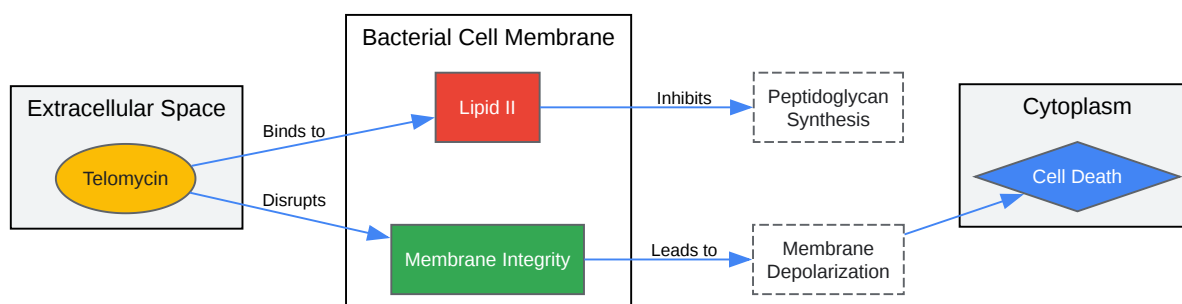 Extracellular Space
Telomycin
Binds to
Disrupts
Bacterial Cell Membrane
Lipid II
Membrane Integrity
Inhibits
Leads to
Peptidoglycan
Synthesis
Membrane
Depolarization
Cytoplasm
Cell Death